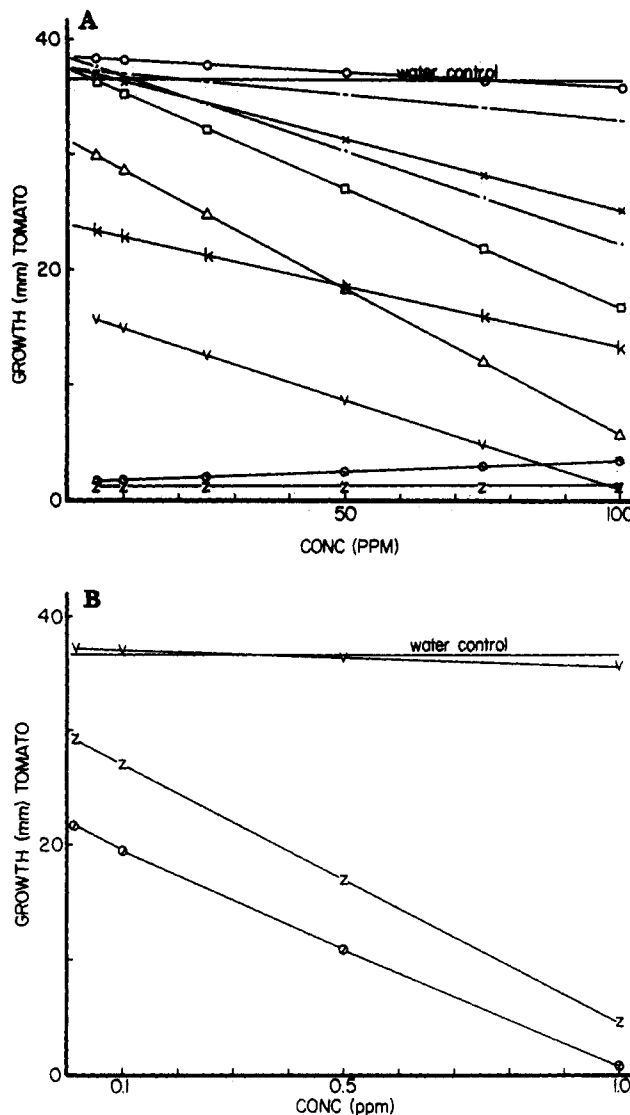 A
40
water control
GROWTH (mm) TOMATO
20
0
50
100
CONC (PPM)
B
40
water control
GROWTH (mm) TOMATO
20
0
0.1
0.5
1.0
CONC (ppm)